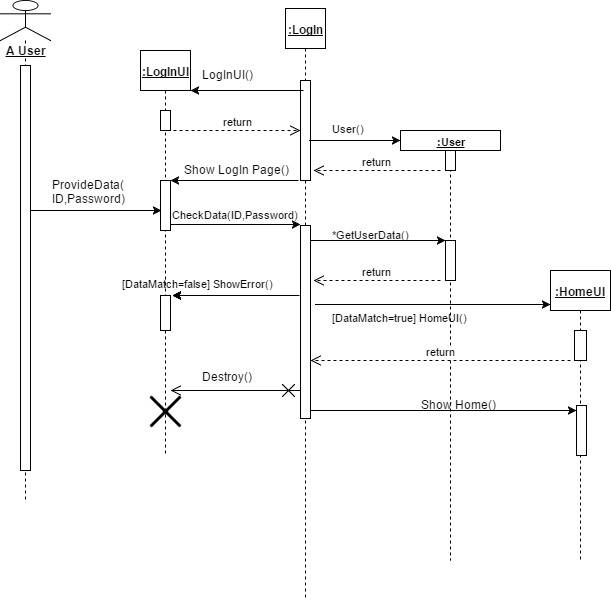 :LogIn
A User
:LogInUI
LogInUI()
return
User()
:User
return
Show LogIn Page()
ProvideData(
ID,Password)
CheckData(ID,Password)
*GetUserData()
return
[DataMatch=false] ShowError()
:HomeUI
[DataMatch=true] HomeUI()
return
Destroy()
Show Home()